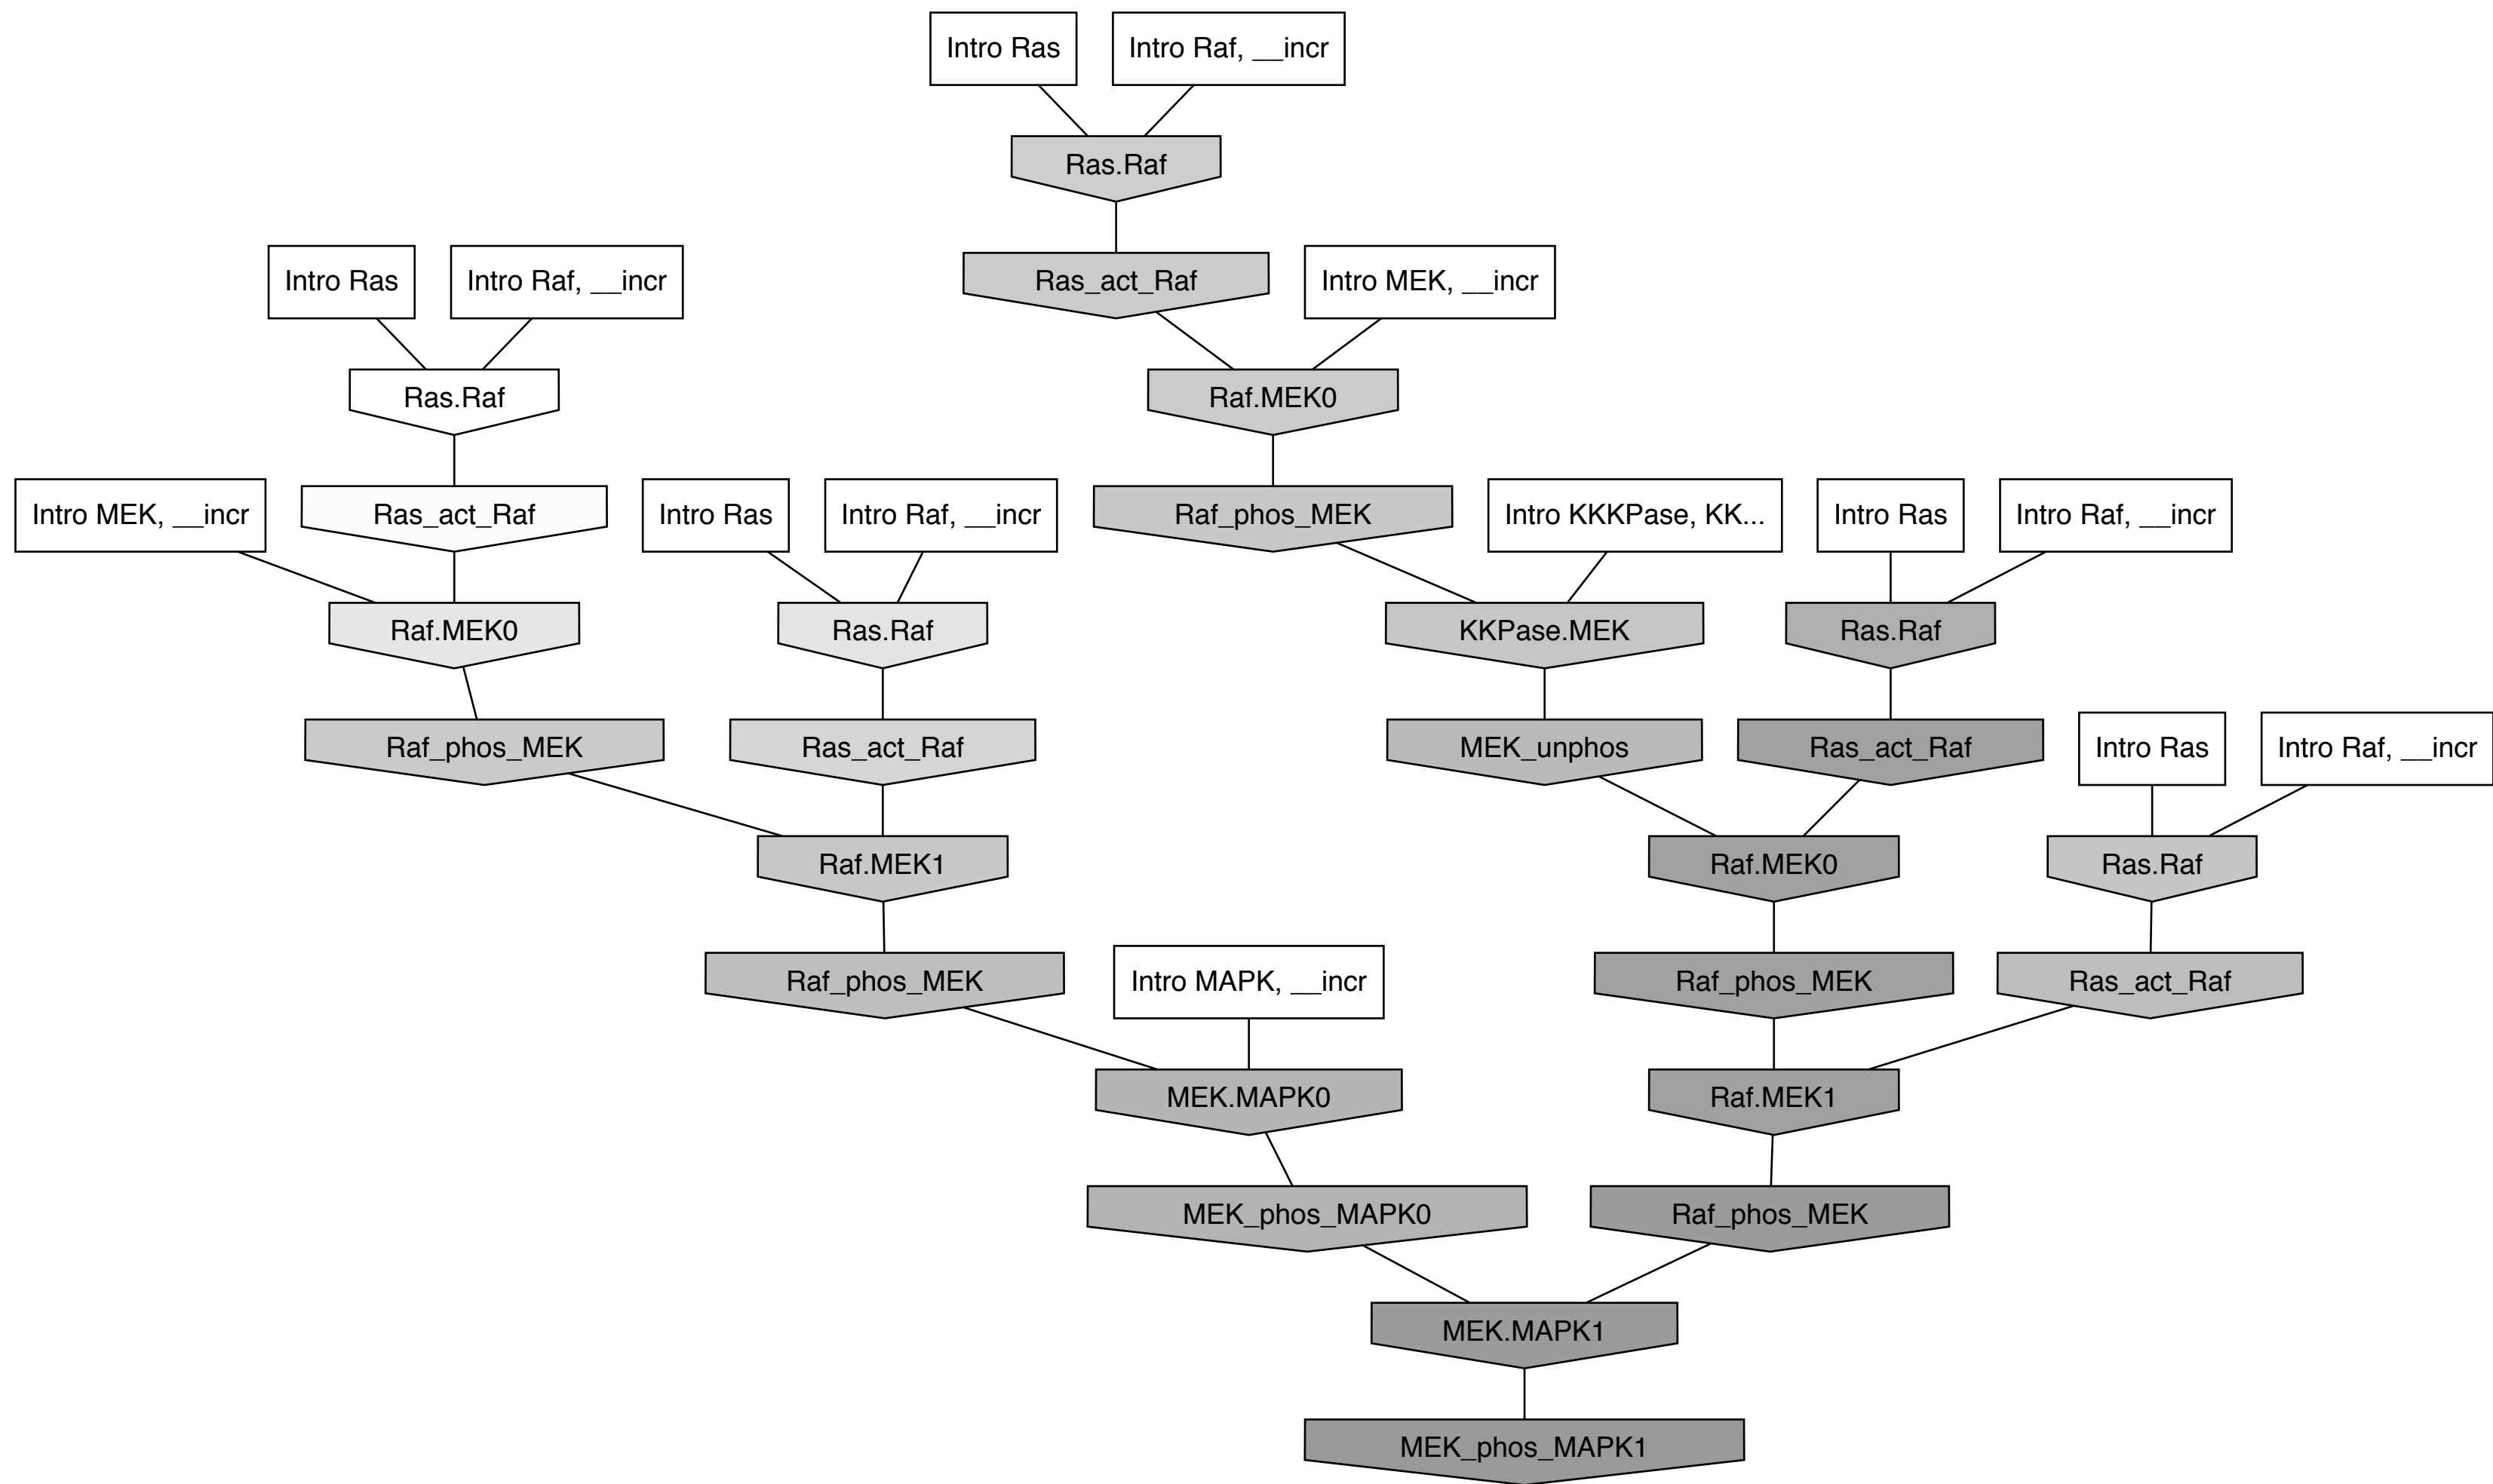 Intro Ras
Intro Raf, __incr
Ras.Raf
Intro Ras
Intro Raf, __incr
Ras_act_Raf
Intro MEK, __incr
Ras.Raf
Raf.MEK0
Intro MEK, __incr
Ras_act_Raf
Intro Ras
Intro Raf, __incr
Raf_phos_MEK
Intro KKKPase, KK...
Intro Ras
Intro Raf, __incr
Raf.MEK0
Ras.Raf
KKPase.MEK
Ras.Raf
Raf_phos_MEK
Ras_act_Raf
MEK_unphos
Ras_act_Raf
Intro Ras
Intro Raf, __incr
Raf.MEK1
Raf.MEK0
Ras.Raf
Raf_phos_MEK
Intro MAPK, __incr
Raf_phos_MEK
Ras_act_Raf
MEK.MAPK0
Raf.MEK1
MEK_phos_MAPK0
Raf_phos_MEK
MEK.MAPK1
MEK_phos_MAPK1